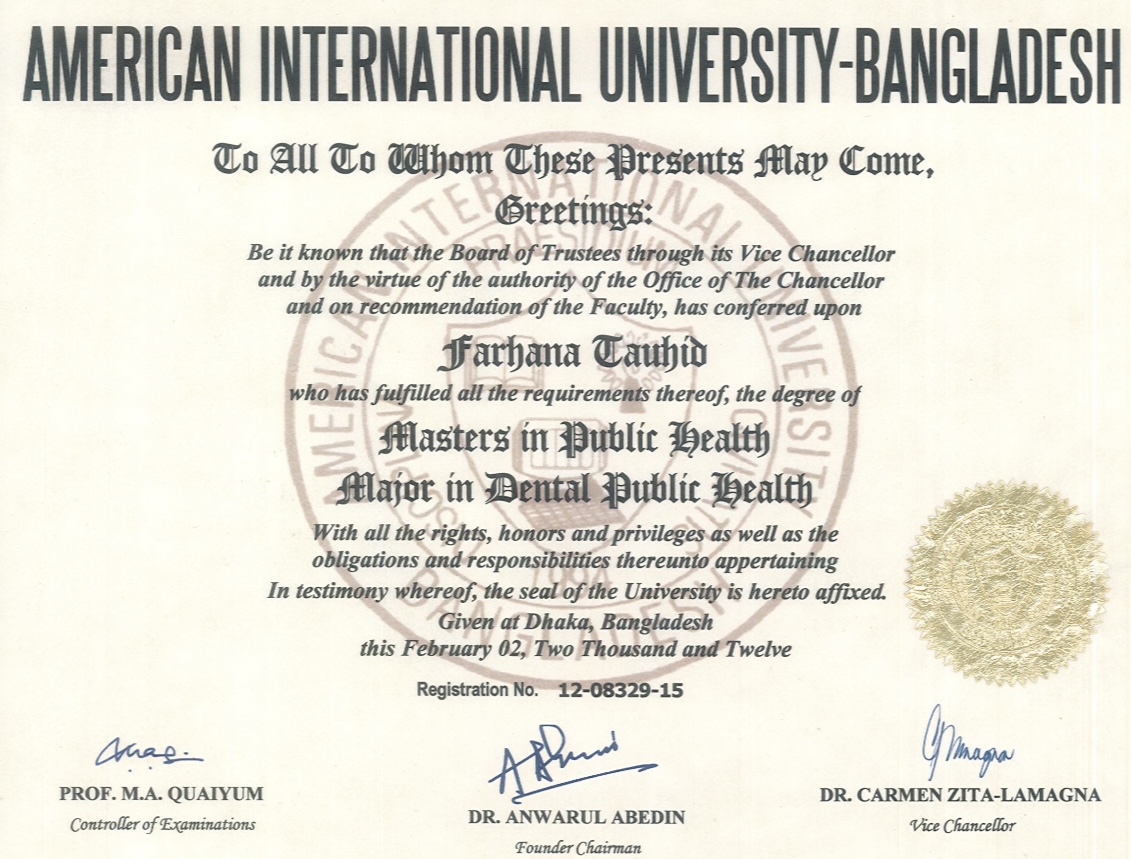 AMERICAN INTERNATIONAL UNIVERSITY-BANGLADESH
To All To Whom These Presents May Come,
Greetings:
Be it known that the Board of Trustees through its Vice Chancellor
and by the virtue of the authority of the Office of The Chancellor
and on recommendation of the Faculty, has conferred upon
Farhana Tauhid
who has fulfilled all the requirements thereof, the degree of
Masters in Public Health
Major in Dental Public Health
With all the rights, honors and privileges as well as the
obligations and responsibilities thereunto appertaining
In testimony whereof, the seal of the University is hereto affixed.
Given at Dhaka, Bangladesh
this February 02, Two Thousand and Twelve
Registration No. 12-08329-15
PROF. M.A. QUAIYUM
Controller of Examinations
DR. ANWARUL ABEDIN
Founder Chairman
DR. CARMEN ZITA-LAMAGNA
Vice Chancellor
AMERICAN INTERNATIONAL UNIVERSITY
BANGLADESH
PRAESIDIUM
1994